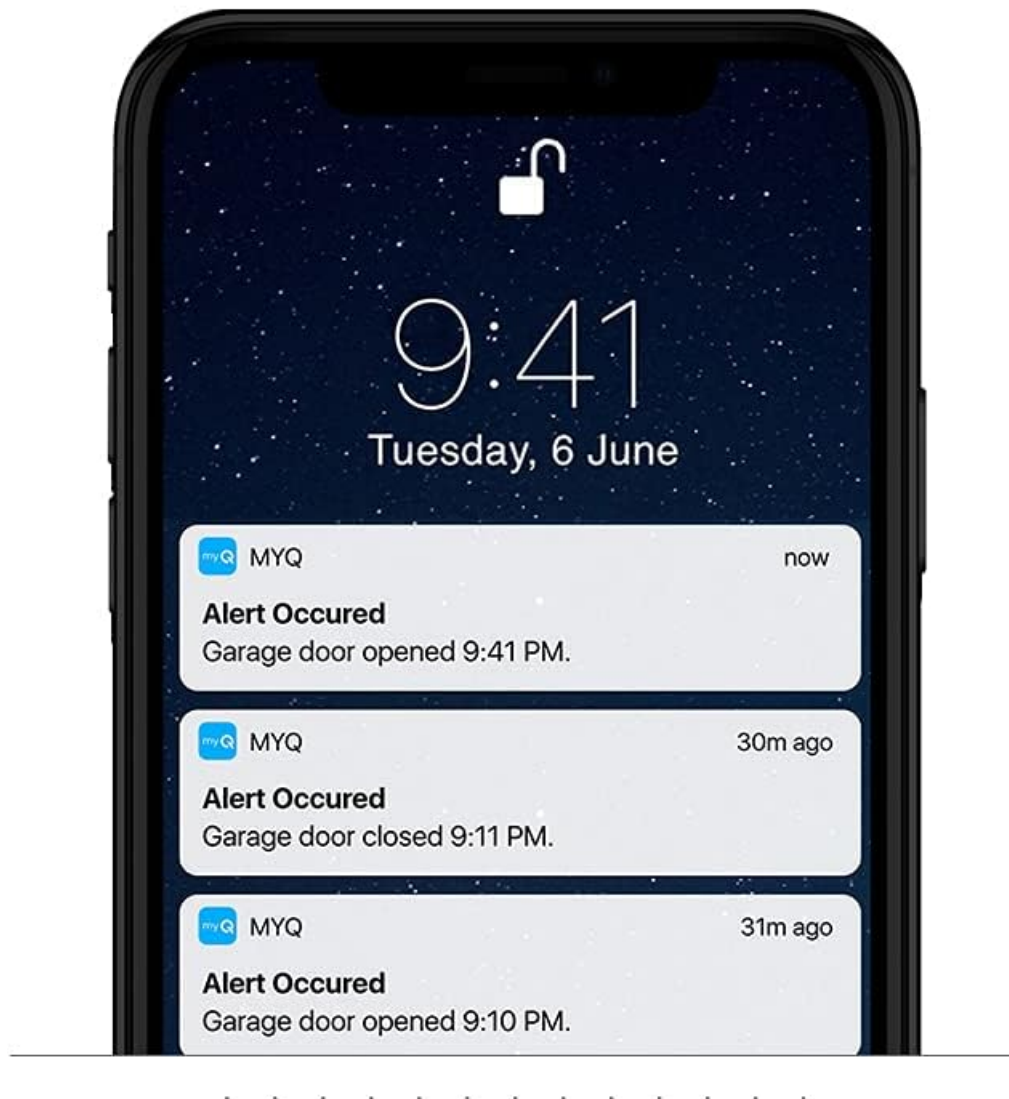 9:41
Tuesday, 6 June
myQ MYQ now
Alert Occured
Garage door opened 9:41 PM.
myQ MYQ 30m ago
Alert Occured
Garage door closed 9:11 PM.
myQ MYQ 31m ago
Alert Occured
Garage door opened 9:10 PM.